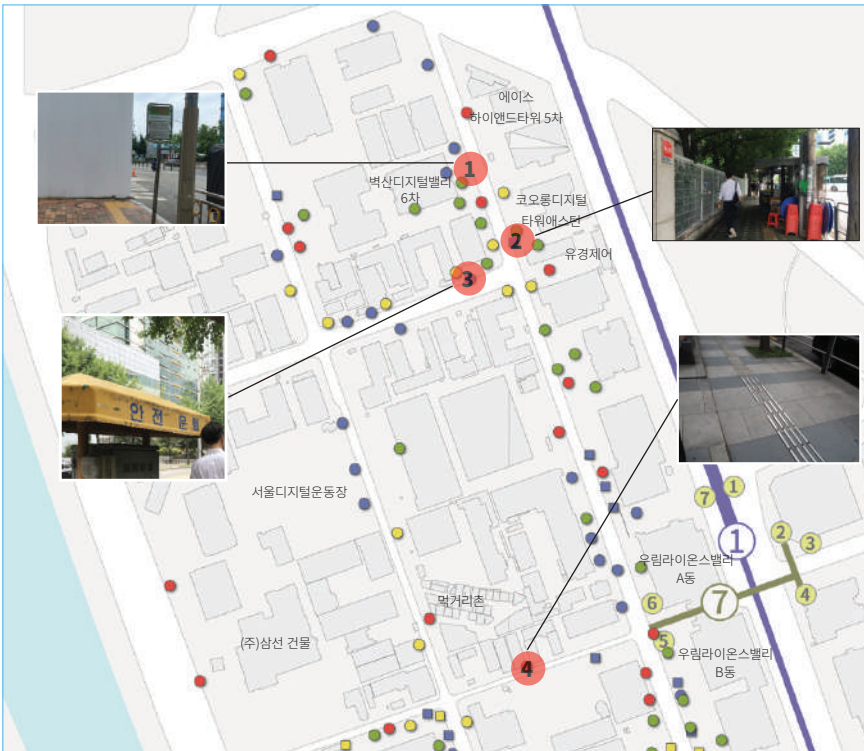 에이스
하이앤드타워 5차
1
벽산디지털밸리
6차
코오롱디지털
타워애스턴
2
유경제어
3
안전 운
서울디지털운동장
1
7
1
2
3
우림라이온스밸리
A동
7
4
6
먹거리촌
5
(주)삼선 건물
4
우림라이온스밸리
B동